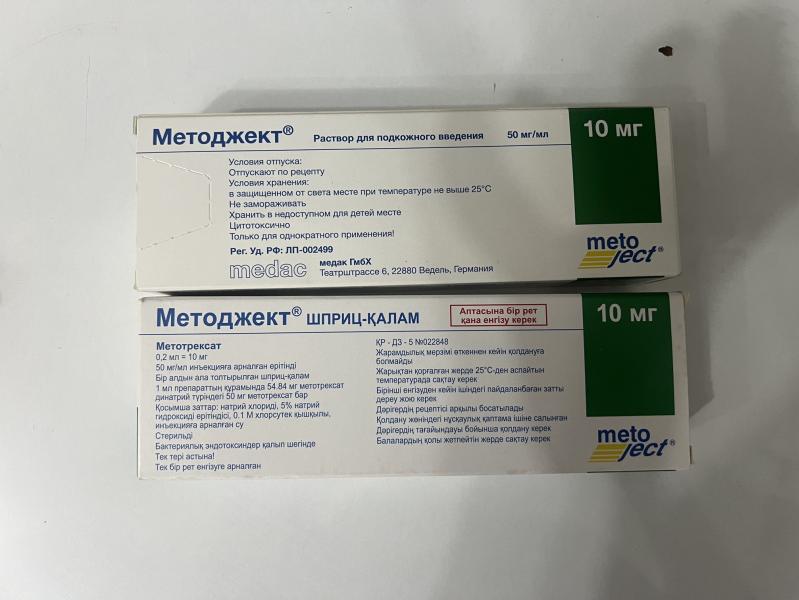 Методжект®
Раствор для подкожного введения
50 мг/мл
10 мг
Условия отпуска:
Отпускают по рецепту
Условия хранения:
в защищенном от света месте при температуре не выше 25°C
Не замораживать
Хранить в недоступном для детей месте
Цитотоксично
Только для однократного применения!
Рег. Уд. РФ: ЛП-002499
medac
медак ГмбХ
Театрштрассе 6, 22880 Ведель, Германия
metoject®
Методжект® ШПРИЦ-ҚАЛАМ
Аптасына бір рет
қана енгізу керек
10 мг
Метотрексат
0,2 мл = 10 мг
50 мг/мл инъекцияға арналған ерітінді
Бір алдын ала толтырылған шприц-қалам
1 мл препараттың құрамында 54.84 мг метотрексат
динатрий түріндегі 50 мг метотрексат бар
Қосымша заттар: натрий хлориді, 5% натрий
гидроксиді ерітіндісі, 0.1 М хлорсутек қышқылы,
инъекцияға арналған су
Стерильді
Бактериялық эндотоксиндер қалып шегінде
Тек тері астына!
Тек бір рет енгізуге арналған
ҚР - ДЗ - 5 №022848
Жарамдылық мерзімі өткеннен кейін қолдануға
болмайды
Жарықтан қорғалған жерде 25°C-ден аспайтын
температурада сақтау керек
Бірінші енгізуден кейін ішіндегі пайдаланбаған затты
дереу жою керек
Дәрігердің рецептісі арқылы босатылады
Қолдану жөніндегі нұсқаулық қаптама ішіне салынған
Дәрігердің тағайындауы бойынша қолдану керек
Балалардың қолы жетпейтін жерде сақтау керек
metoject®